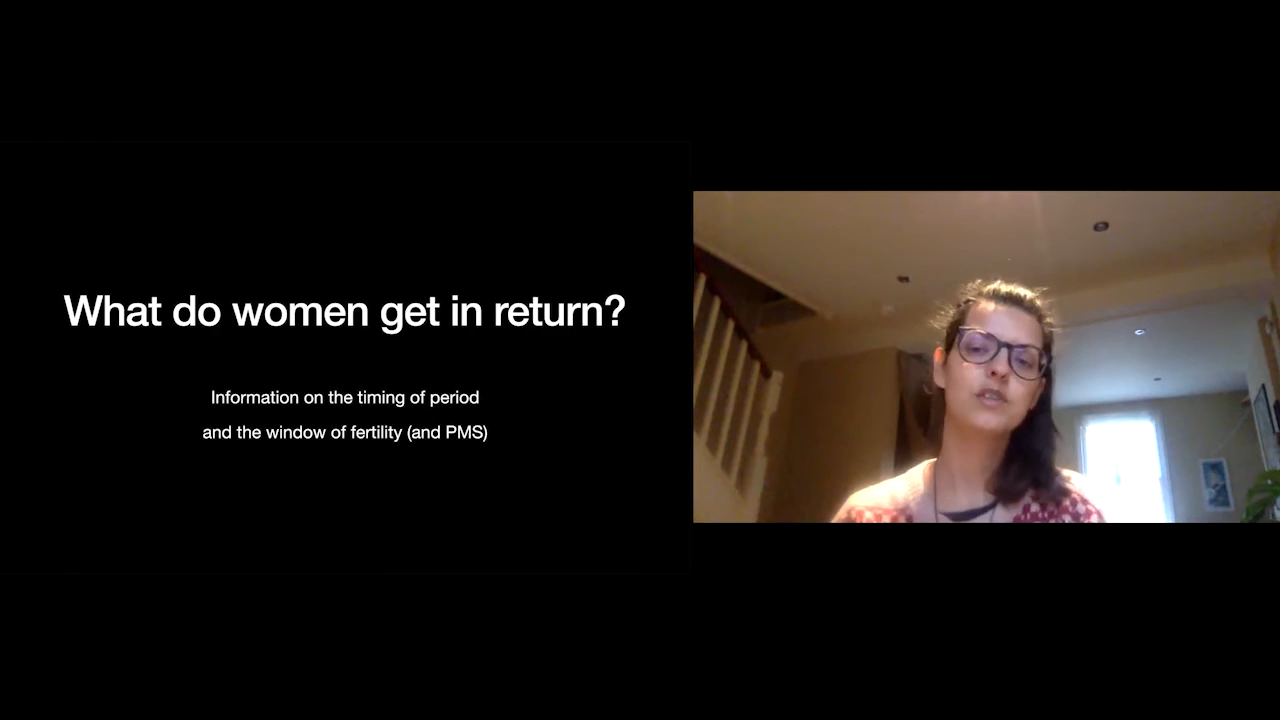 What do women get in return?
Information on the timing of period
and the window of fertility (and PMS)